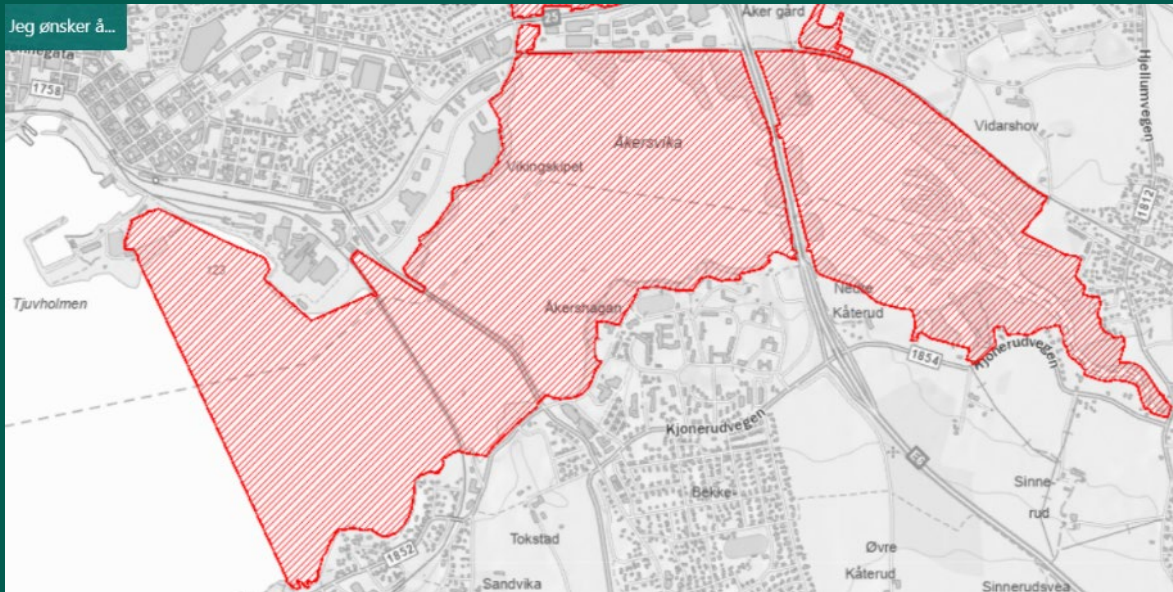 Jeg ønsker å...
25
Åker gård
1758
Hjellumvegen
Vidarshov
Åkersvika
Vikingskipet
1812
123
Tjuvholmen
Åkershagan
Nedre
Kåterud
1854
Kjonerudvegen
Kjonerudvegen
E6
Bekke-
Sinne-
rud
1852
Tokstad
Øvre
Kåterud
Sandvika
Sinnerudsvea